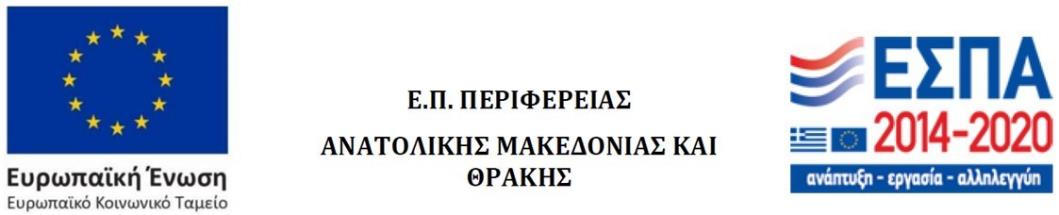 Ευρωπαϊκή Ένωση
Ευρωπαϊκό Κοινωνικό Ταμείο
Ε.Π. ΠΕΡΙΦΕΡΕΙΑΣ
ΑΝΑΤΟΛΙΚΗΣ ΜΑΚΕΔΟΝΙΑΣ ΚΑΙ
ΘΡΑΚΗΣ
ΕΣΠΑ
2014-2020
ανάπτυξη - εργασία - αλληλεγγύη